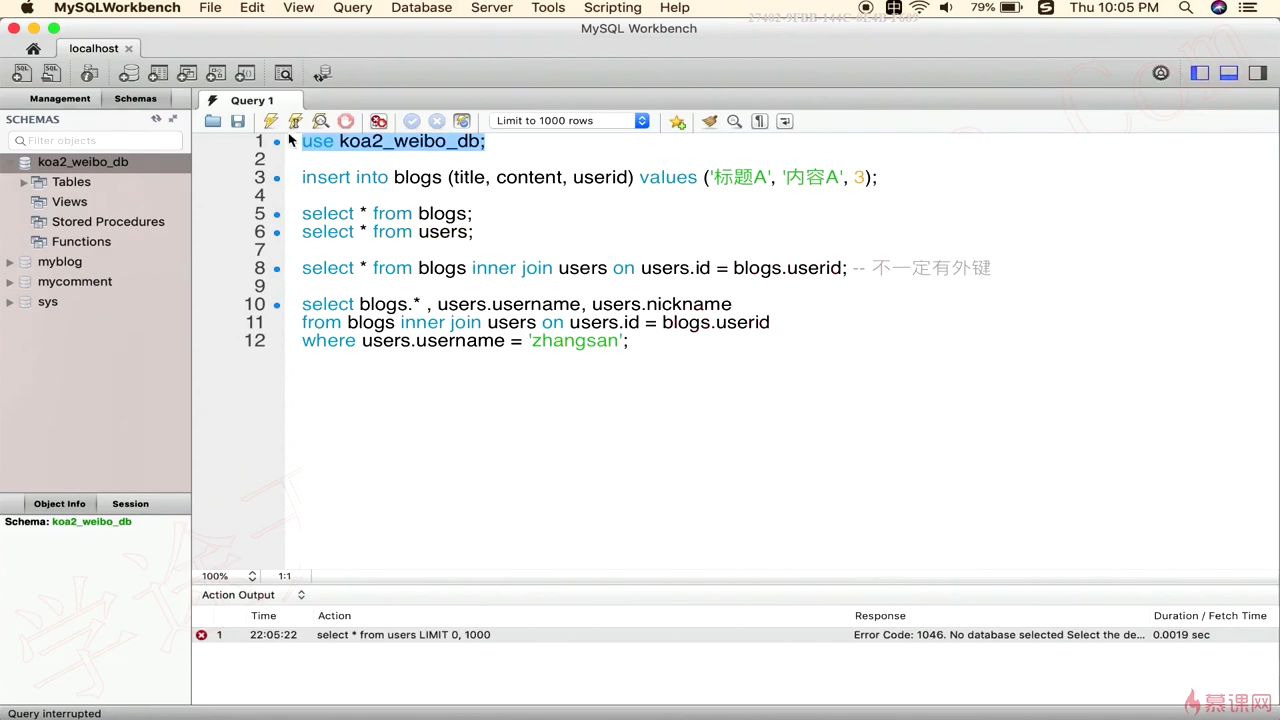 MySQLWorkbench File Edit View Query Database Server Tools Scripting Help 79% Thu 10:05 PM
MySQL Workbench
localhost
Management Schemas
Query 1
SCHEMAS
Filter objects
Limit to 1000 rows
koa2_weibo_db
Tables
Views
Stored Procedures
Functions
myblog
mycomment
sys
1 use koa2_weibo_db;
2
3 insert into blogs (title, content, userid) values ('标题A', '内容A', 3);
4
5 select * from blogs;
6 select * from users;
7
8 select * from blogs inner join users on users.id = blogs.userid; -- 不一定有外键
9
10 select blogs.* , users.username, users.nickname
11 from blogs inner join users on users.id = blogs.userid
12 where users.username = 'zhangsan';
Object Info Session
Schema: koa2_weibo_db
100% 1:1
Action Output
Time Action Response Duration / Fetch Time
1 22:05:22 select * from users LIMIT 0, 1000 Error Code: 1046. No database selected Select the de... 0.0019 sec
Query interrupted
慕课网